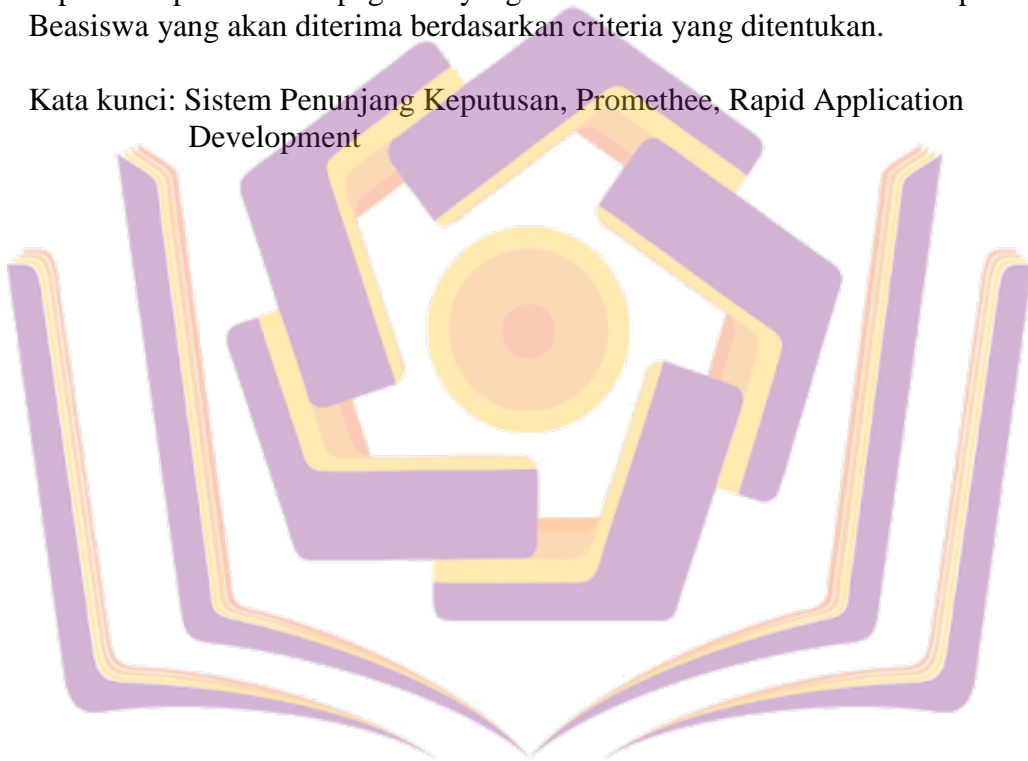 Beasiswa yang akan diterima berdasarkan criteria yang ditentukan.
Kata kunci: Sistem Penunjang Keputusan, Promethee, Rapid Application
Development